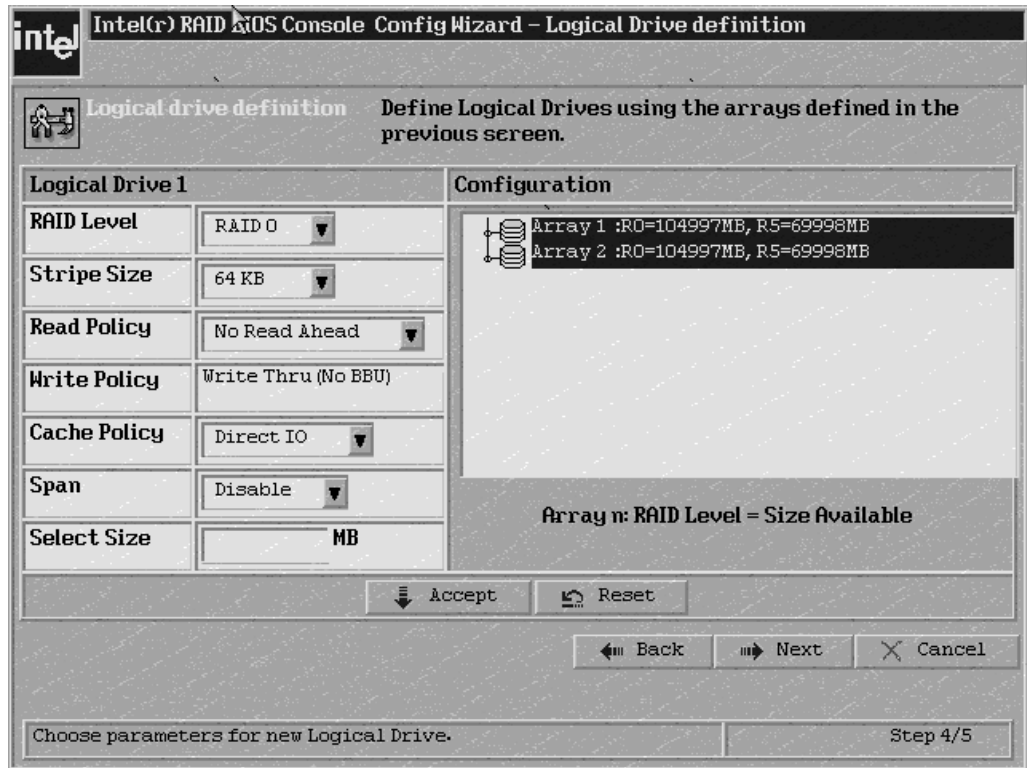 intel
Intel(r) RAID BIOS Console Config Wizard – Logical Drive definition
Logical drive definition
Define Logical Drives using the arrays defined in the
previous screen.
Logical Drive 1
RAID Level
RAID 0
Stripe Size
64 KB
Read Policy
No Read Ahead
Write Policy
Write Thru (No BBU)
Cache Policy
Direct IO
Span
Disable
Select Size
MB
Configuration
Array 1 :R0=104997MB, R5=69998MB
Array 2 :R0=104997MB, R5=69998MB
Array n: RAID Level = Size Available
Accept
Reset
Back
Next
Cancel
Choose parameters for new Logical Drive.
Step 4/5